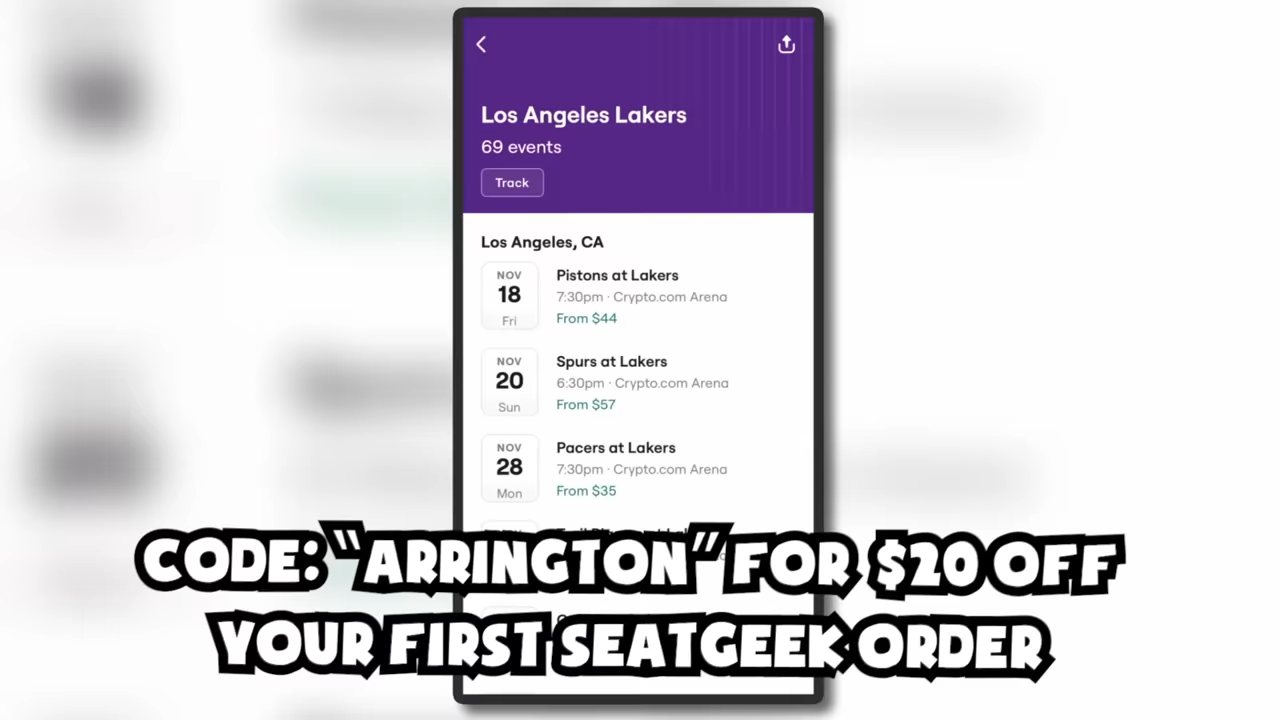 Los Angeles Lakers
69 events
Track
Los Angeles, CA
NOV
18
Fri
Pistons at Lakers
7:30pm · Crypto.com Arena
From $44
NOV
20
Sun
Spurs at Lakers
6:30pm · Crypto.com Arena
From $57
NOV
28
Mon
Pacers at Lakers
7:30pm · Crypto.com Arena
From $35
CODE: "ARRINGTON" FOR $20 OFF
YOUR FIRST SEATGEEK ORDER